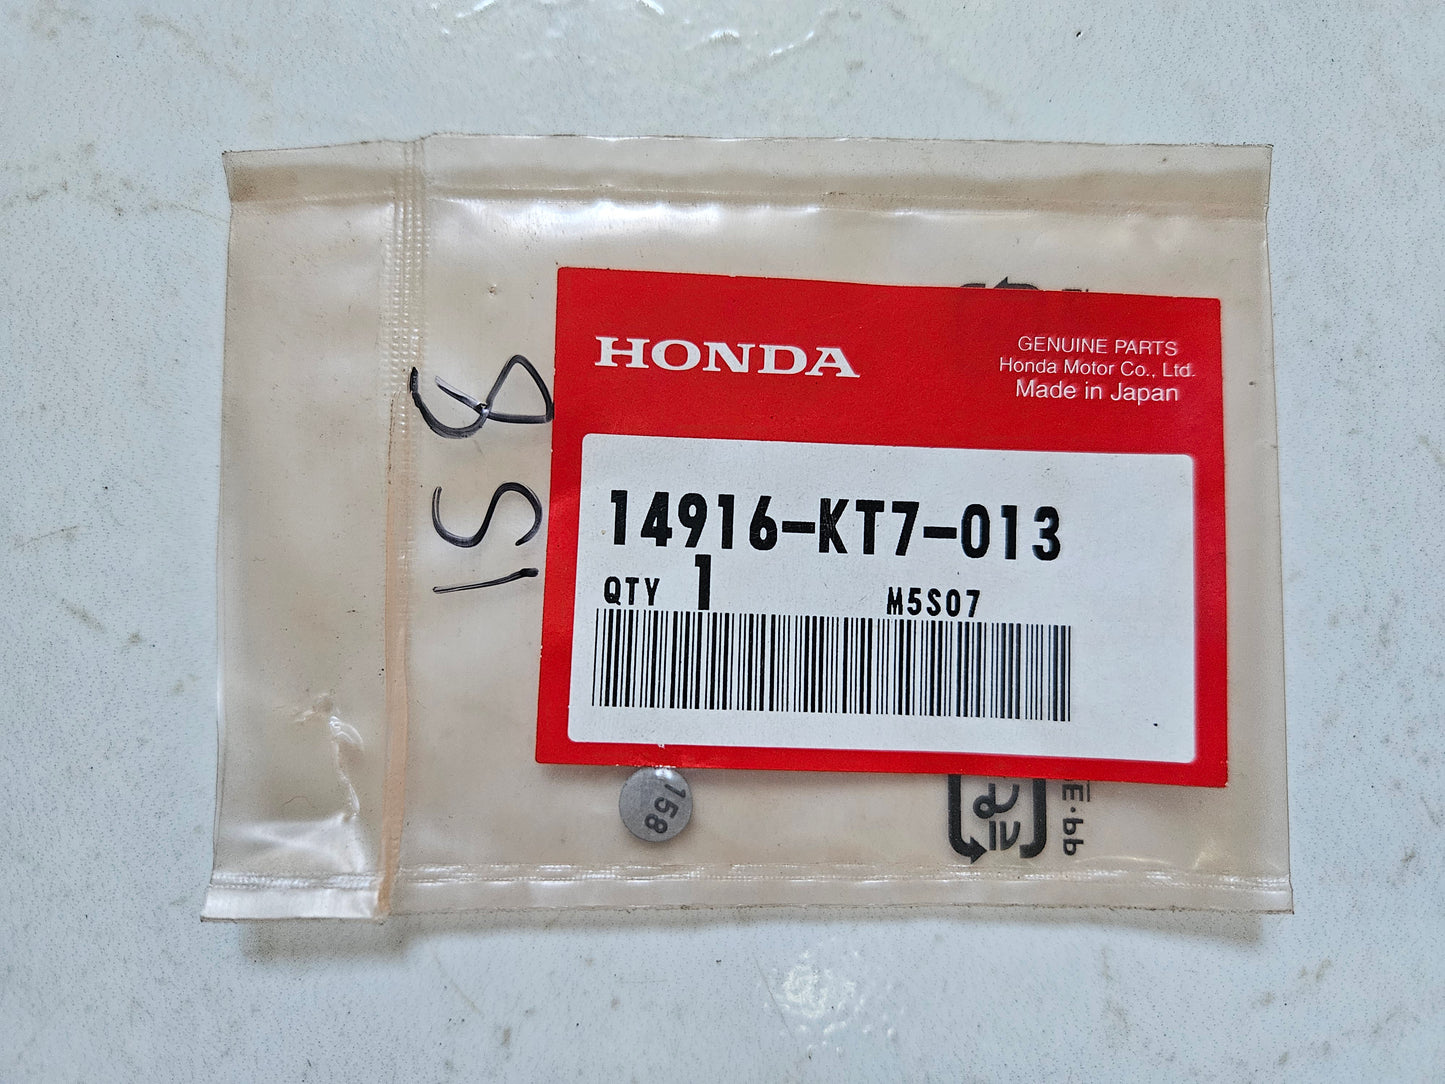 HONDA
GENUINE PARTS
Honda Motor Co., Ltd.
Made in Japan
14916-KT7-013
QTY 1 M5S07
158
158